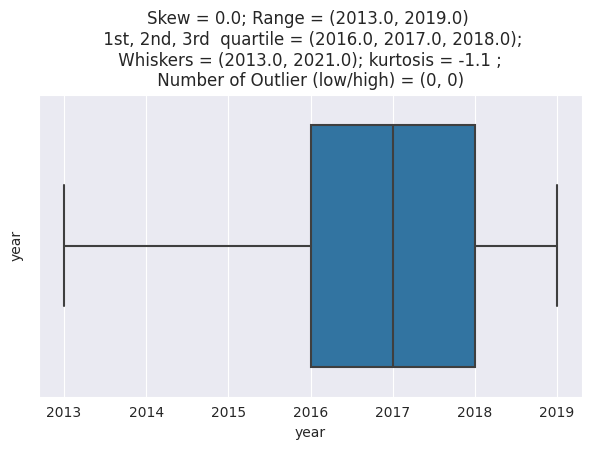 Skew = 0.0; Range = (2013.0, 2019.0)
1st, 2nd, 3rd  quartile = (2016.0, 2017.0, 2018.0);
Whiskers = (2013.0, 2021.0); kurtosis = -1.1 ;
Number of Outlier (low/high) = (0, 0)
year
2013 2014 2015 2016 2017 2018 2019
year